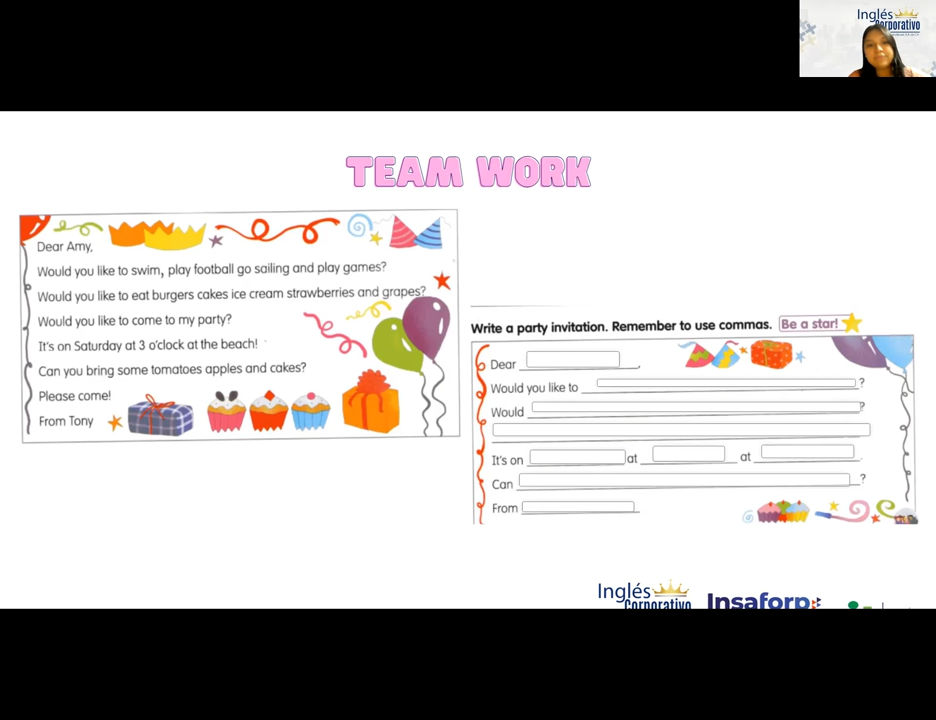 Inglés
Corporativo
TEAM WORK
Dear Amy,
Would you like to swim, play football go sailing and play games?
Would you like to eat burgers cakes ice cream strawberries and grapes?
Would you like to come to my party?
It's on Saturday at 3 o'clock at the beach!
Can you bring some tomatoes apples and cakes?
Please come!
From Tony
Write a party invitation. Remember to use commas. Be a star!
Dear ,
Would you like to ?
Would ?
It's on at at .
Can ?
From
Inglés
Corporativo
Insaforp